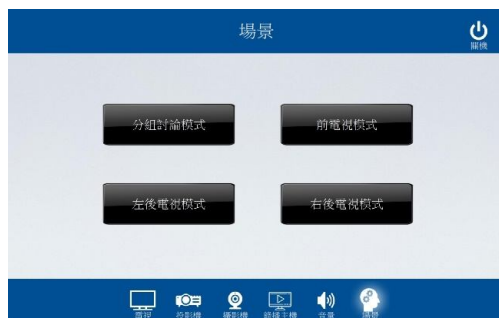 場景
關機
分組討論模式
前電視模式
左後電視模式
右後電視模式
電視
投影機
攝影機
錄播主機
音量
場景